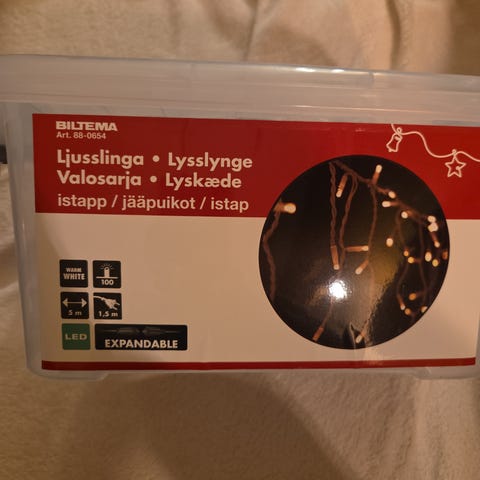 BILTEMA
Art. 88-0654
Ljusslinga • Lysslynge
Valosarja • Lyskæde
istapp / jääpuikot / istap
WARM
WHITE
100
5 m
1,5 m
LED
EXPANDABLE